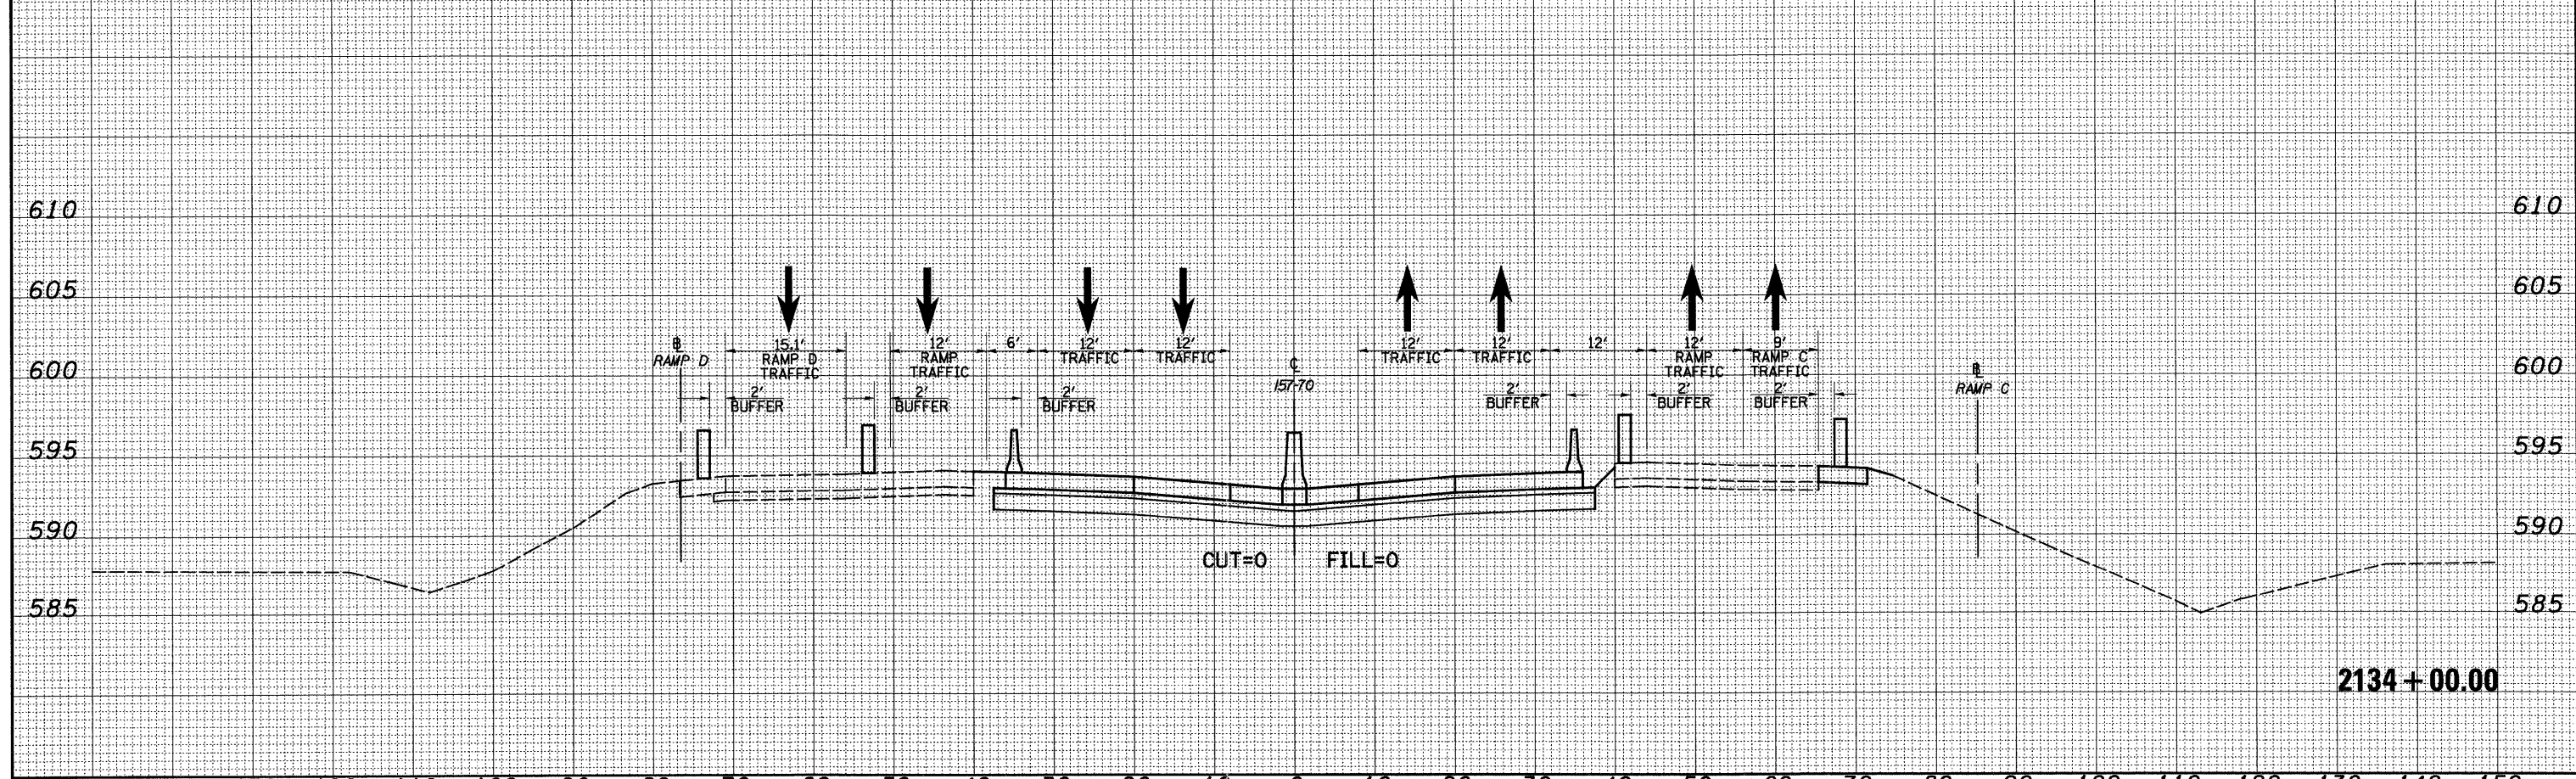 610 610
605 605
15.1' 12' 6' 12' 12' 12' 12' 12' 12' 9'
RAMP D RAMP TRAFFIC TRAFFIC TRAFFIC TRAFFIC RAMP RAMP C
TRAFFIC TRAFFIC TRAFFIC TRAFFIC
RAMP D
600 600
I57-70
RAMP C
2' 2' 2' 2' 2' 2'
BUFFER BUFFER BUFFER BUFFER BUFFER BUFFER
595 595
590 590
CUT=0 FILL=0
585 585
2134+00.00